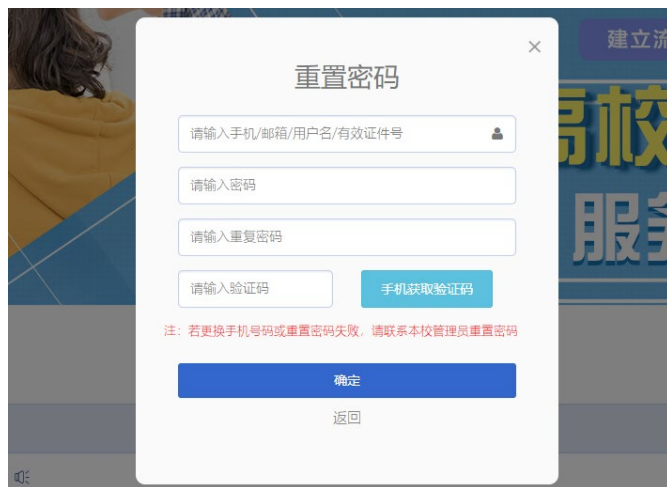 建立流
高校
服务
重置密码
请输入手机/邮箱/用户名/有效证件号
请输入密码
请输入重复密码
请输入验证码
手机获取验证码
注：若更换手机号码或重置密码失败，请联系本校管理员重置密码
确定
返回